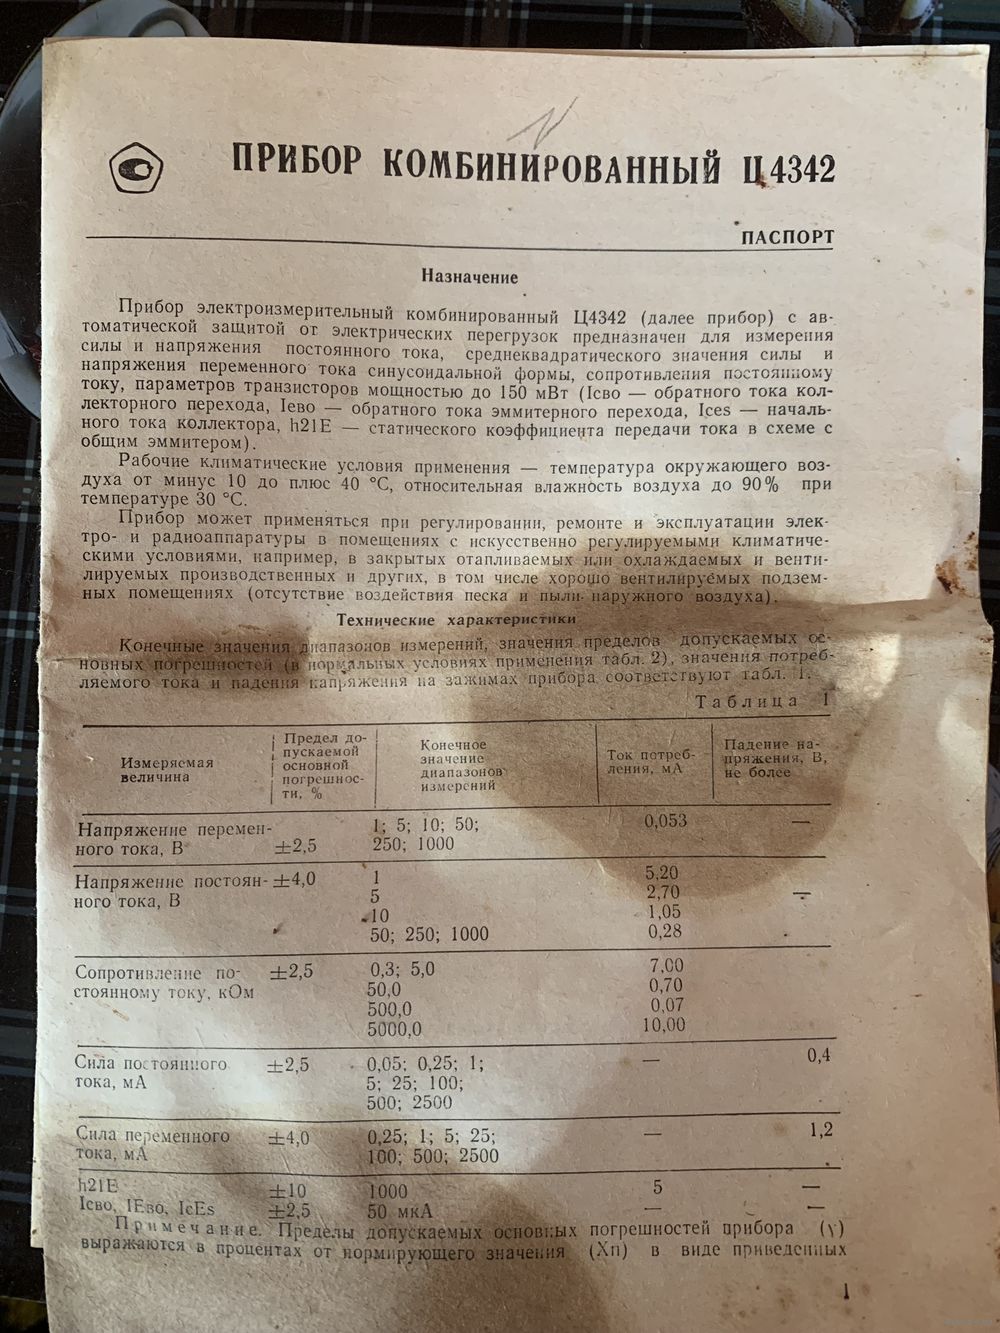 ПРИБОР КОМБИНИРОВАННЫЙ Ц4342
ПАСПОРТ
Назначение
Прибор электроизмерительный комбинированный Ц4342 (далее прибор) с ав-
томатической защитой от электрических перегрузок предназначен для измерения
силы и напряжения постоянного тока, среднеквадратического значения силы и
напряжения переменного тока синусоидальной формы, сопротивления постоянному
току, параметров транзисторов мощностью до 150 мВт (Iсво — обратного тока кол-
лекторного перехода, Iево — обратного тока эммитерного перехода, Ices — началь-
ного тока коллектора, h21E — статического коэффициента передачи тока в схеме с
общим эммитером).
Рабочие климатические условия применения — температура окружающего воз-
духа от минус 10 до плюс 40 °С, относительная влажность воздуха до 90% при
температуре 30 °С.
Прибор может применяться при регулировании, ремонте и эксплуатации элек-
тро- и радиоаппаратуры в помещениях с искусственно регулируемыми климатиче-
скими условиями, например, в закрытых отапливаемых или охлаждаемых и венти-
лируемых производственных и других, в том числе хорошо вентилируемых подзем-
ных помещениях (отсутствие воздействия песка и пыли наружного воздуха).
Технические характеристики
Конечные значения диапазонов измерений, значения пределов допускаемых ос-
новных погрешностей (в нормальных условиях применения табл. 2), значения потреб-
ляемого тока и падения напряжения на зажимах прибора соответствуют табл. 1.
Таблица 1
Измеряемая величина
Предел до-
пускаемой
основной
погрешнос-
ти, %
Конечное
значение
диапазонов
измерений
Ток потреб-
ления, мА
Падение на-
пряжения, В,
не более
Напряжение перемен- 1; 5; 10; 50; 0,053 —
ного тока, В ±2,5 250; 1000
Напряжение постоян- ±4,0 1 5,20
ного тока, В 5 2,70 —
10 1,05
50; 250; 1000 0,28
Сопротивление по- ±2,5 0,3; 5,0 7,00
стоянному току, кОм 50,0 0,70
500,0 0,07
5000,0 10,00
Сила постоянного ±2,5 0,05; 0,25; 1; — 0,4
тока, мА 5; 25; 100;
500; 2500
Сила переменного ±4,0 0,25; 1; 5; 25; — 1,2
тока, мА 100; 500; 2500
h21E ±10 1000 5 —
Iсво, IЕво, IcEs ±2,5 50 мкА — —
Примечание. Пределы допускаемых основных погрешностей прибора (γ)
выражаются в процентах от нормирующего значения (Хп) в виде приведенных
1